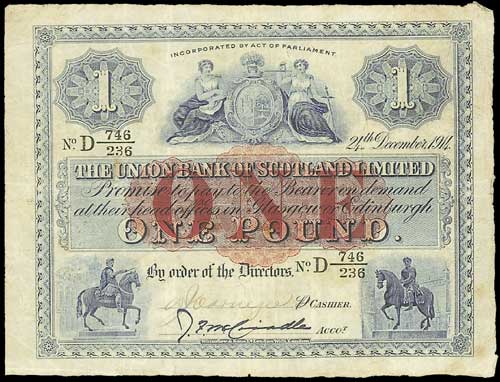 INCORPORATED BY ACT OF PARLIAMENT.
1 1
No D 746/236
24th December, 1914.
THE UNION BANK OF SCOTLAND LIMITED
ONE
Promise to pay to the Bearer on demand
at their head offices in Glasgow or Edinburgh
ONE POUND.
By order of the Directors. No D 746/236
CASHIER.
ACCOT.